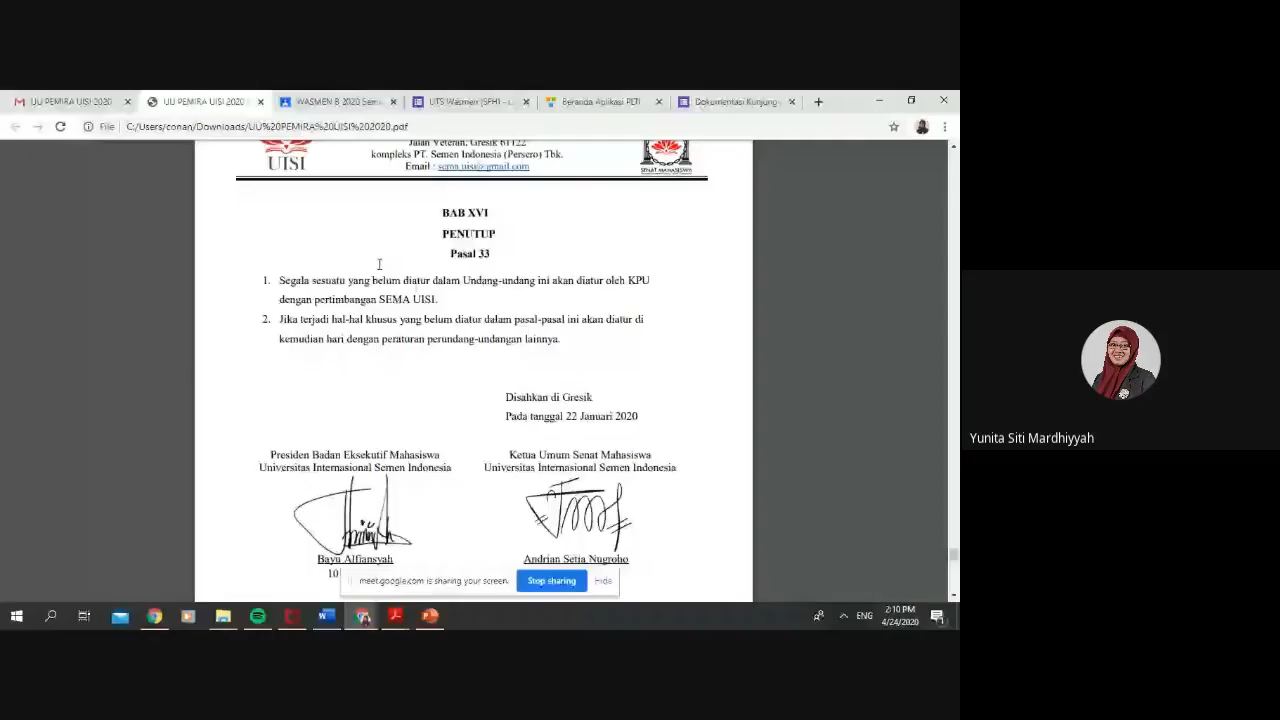 UU PEMIRA UISI 2020
UU PEMIRA UISI 2020
WASMEN B 2020 Sem
UTS Wasmen (SFH) -
Beranda Aplikasi PDTI
Dokumentasi Kunjung
File
C:/Users/conan/Downloads/UU%20PEMIRA%20UISI%202020.pdf
Jalan Veteran, Gresik 61122
kompleks PT. Semen Indonesia (Persero) Tbk.
Email : sema.uisi@gmail.com
UISI
SENAT MAHASISWA
BAB XVI
PENUTUP
Pasal 33
1. Segala sesuatu yang belum diatur dalam Undang-undang ini akan diatur oleh KPU
dengan pertimbangan SEMA UISI.
2. Jika terjadi hal-hal khusus yang belum diatur dalam pasal-pasal ini akan diatur di
kemudian hari dengan peraturan perundang-undangan lainnya.
Disahkan di Gresik
Pada tanggal 22 Januari 2020
Presiden Badan Eksekutif Mahasiswa
Universitas Internasional Semen Indonesia
Ketua Umum Senat Mahasiswa
Universitas Internasional Semen Indonesia
Bayu Alfiansyah
Andrian Setia Nugroho
10
meet.google.com is sharing your screen.
Stop sharing
Hide
ENG
2:10 PM
4/24/2020
Yunita Siti Mardhiyyah